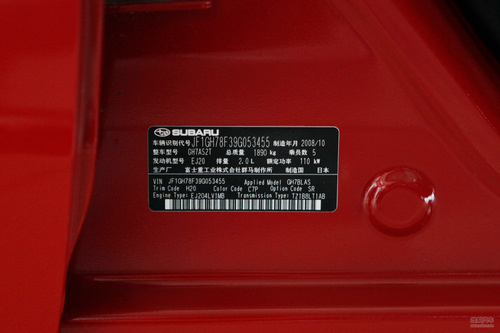 SUBARU
车辆识别代号 JF1GH78F39G053455 制造年月 2008/10
整车型号 GH7AS2T 总质量 1890 kg 乘员数 5
发动机型号 EJ20 排量 2.0 L 额定功率 110 kW
生产厂 富士重工业株式会社群馬制作所 制造国 日本
VIN JF1GH78F39G053455 Applied Model GH7BLAS
Trim Code H20 Color Code C7P Option Code SR
Engine Type EJ204LV1MB Transmission Type TZ1B8LT1AB